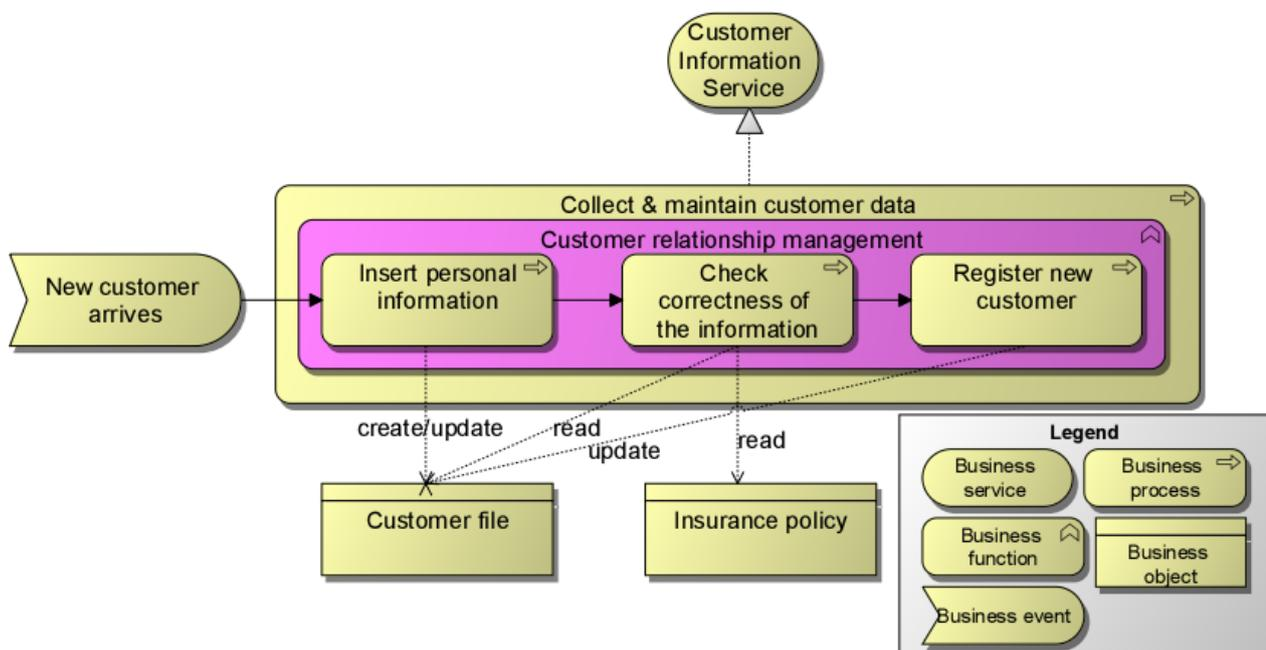 Customer
Information
Service
Collect & maintain customer data
Customer relationship management
New customer
arrives
Insert personal
information
Check
correctness of
the information
Register new
customer
create/update
read
update
read
Customer file
Insurance policy
Legend
Business
service
Business
process
Business
function
Business
object
Business event